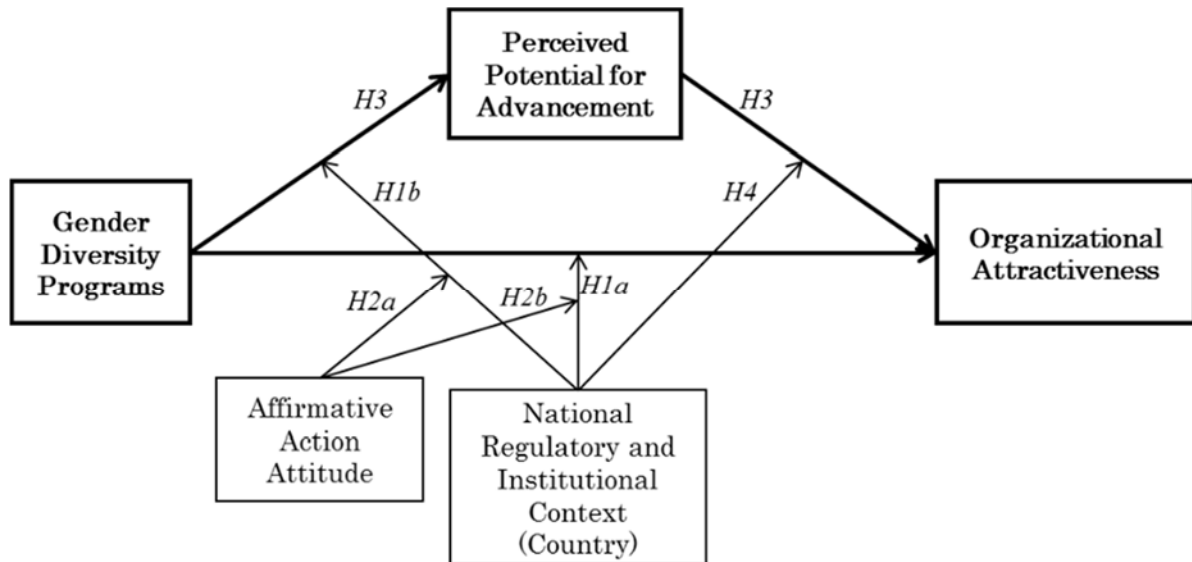 Perceived
Potential for
Advancement
H3
H3
H1b
H4
Gender
Diversity
Programs
Organizational
Attractiveness
H2a
H2b
H1a
Affirmative
Action
Attitude
National
Regulatory and
Institutional
Context
(Country)